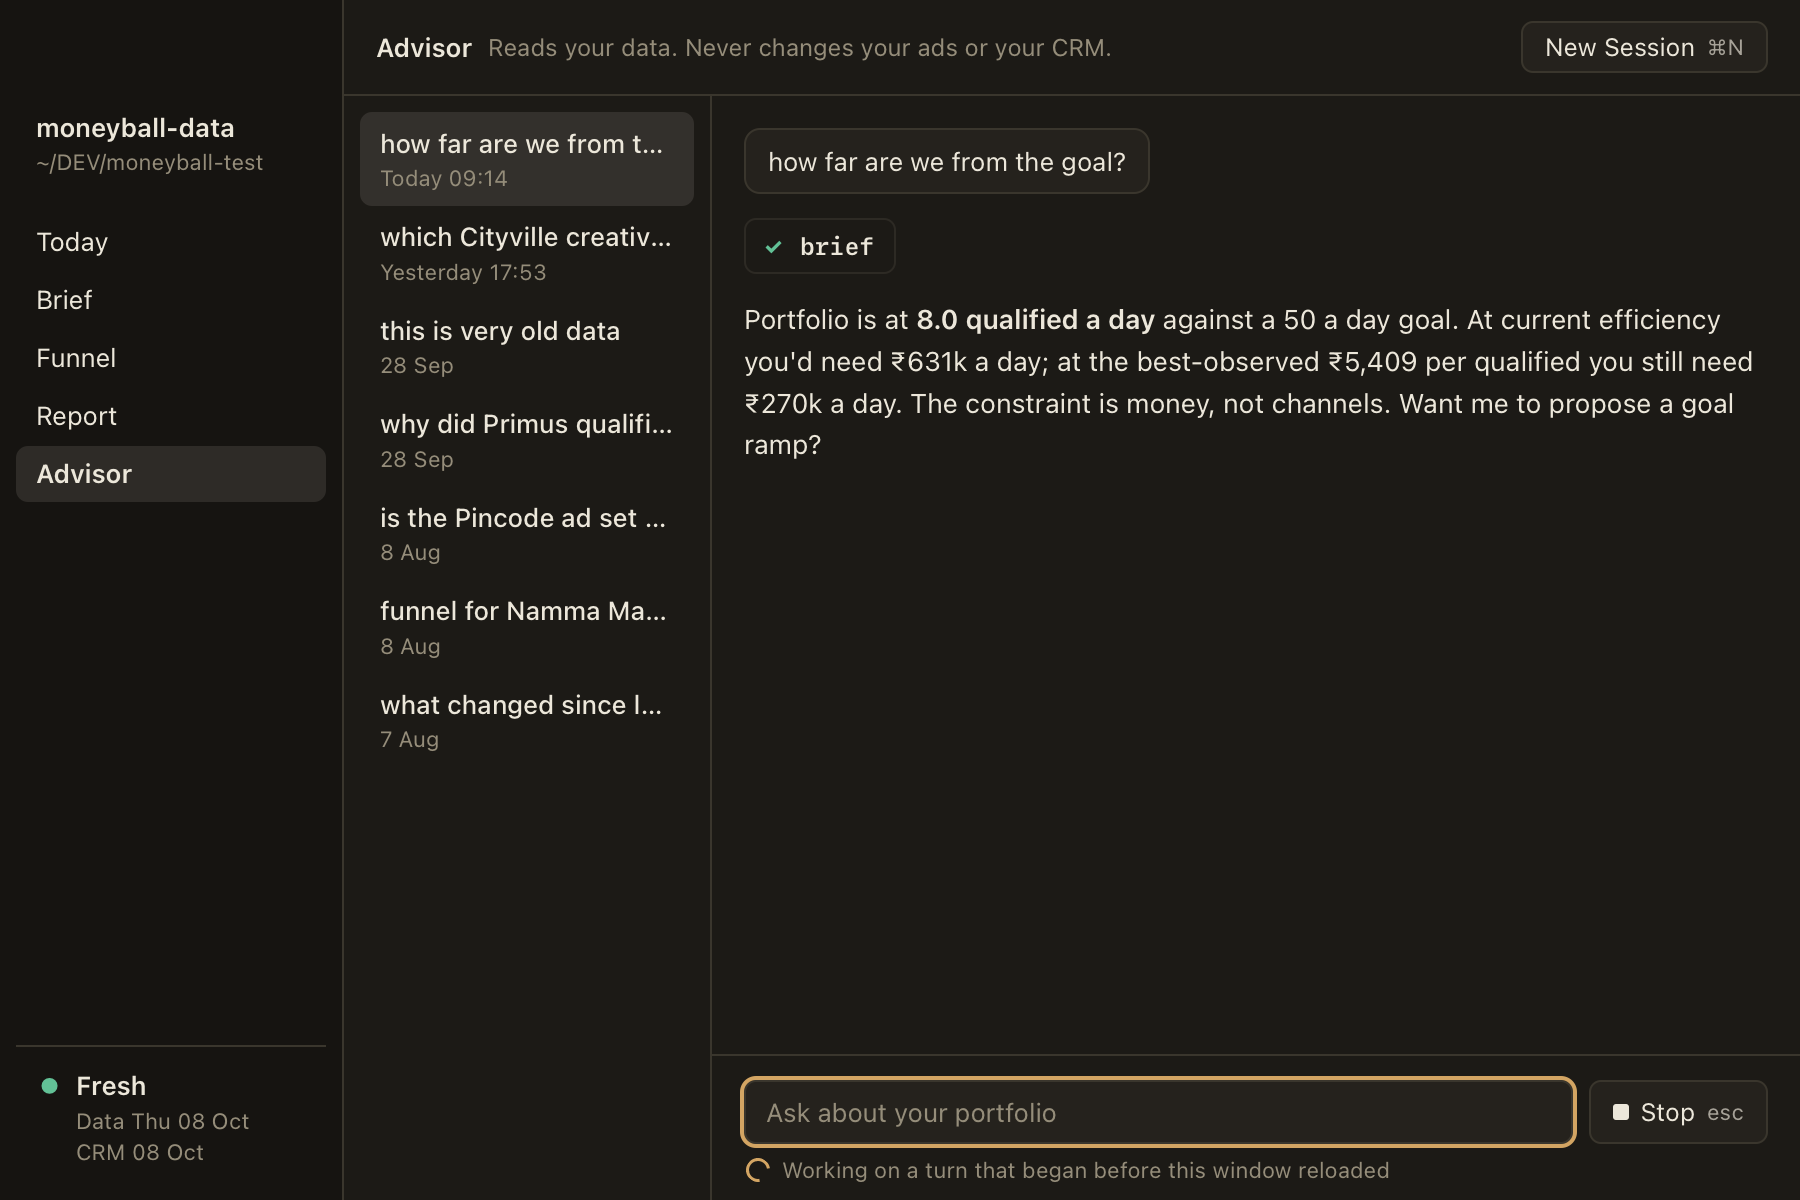 moneyball-data
~/DEV/moneyball-test
Today
Brief
Funnel
Report
Advisor
Fresh
Data Thu 08 Oct
CRM 08 Oct
Advisor Reads your data. Never changes your ads or your CRM.
New Session ⌘N
how far are we from t...
Today 09:14
which Cityville creativ...
Yesterday 17:53
this is very old data
28 Sep
why did Primus qualifi...
28 Sep
is the Pincode ad set ...
8 Aug
funnel for Namma Ma...
8 Aug
what changed since l...
7 Aug
how far are we from the goal?
✓ brief
Portfolio is at 8.0 qualified a day against a 50 a day goal. At current efficiency
you'd need ₹631k a day; at the best-observed ₹5,409 per qualified you still need
₹270k a day. The constraint is money, not channels. Want me to propose a goal
ramp?
Ask about your portfolio
Stop esc
Working on a turn that began before this window reloaded